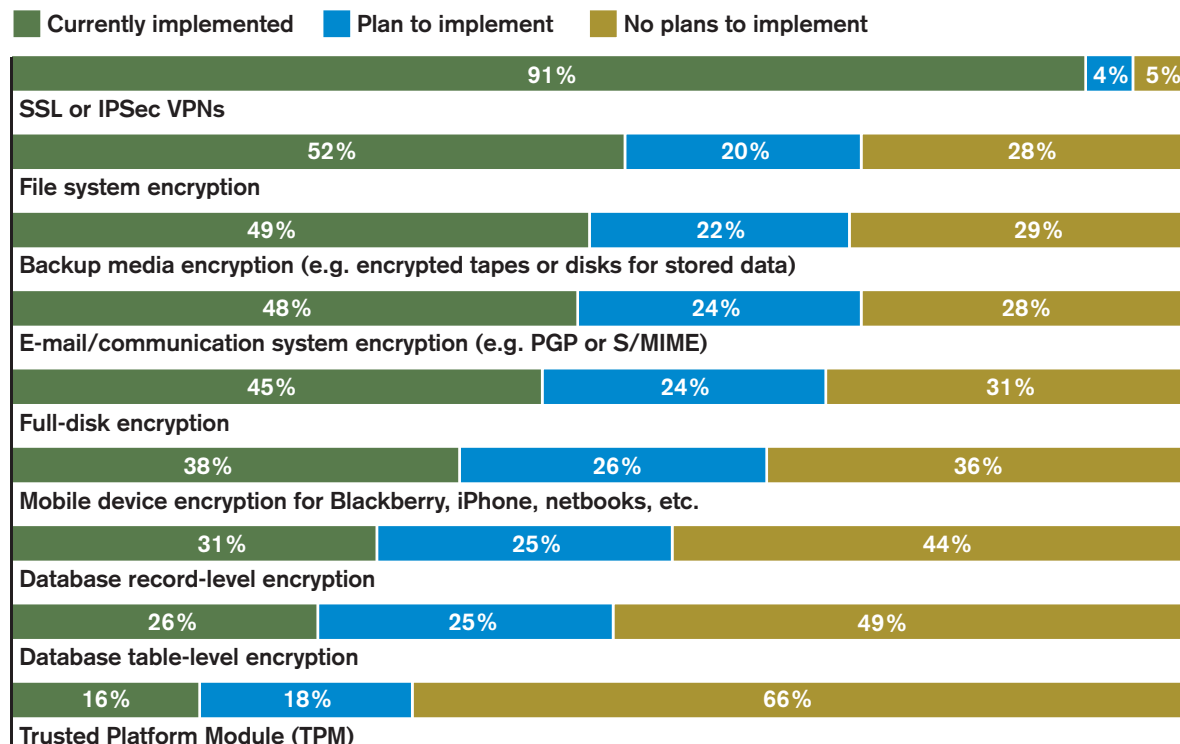 Currently implemented Plan to implement No plans to implement
91% 4% 5%
SSL or IPSec VPNs
52% 20% 28%
File system encryption
49% 22% 29%
Backup media encryption (e.g. encrypted tapes or disks for stored data)
48% 24% 28%
E-mail/communication system encryption (e.g. PGP or S/MIME)
45% 24% 31%
Full-disk encryption
38% 26% 36%
Mobile device encryption for Blackberry, iPhone, netbooks, etc.
31% 25% 44%
Database record-level encryption
26% 25% 49%
Database table-level encryption
16% 18% 66%
Trusted Platform Module (TPM)